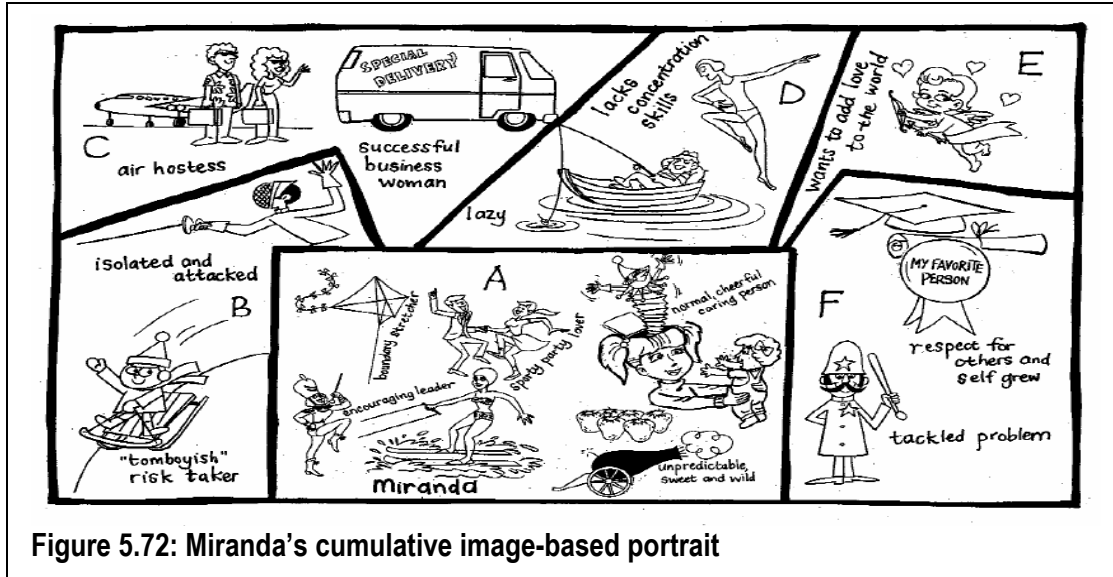 SPECIAL
DELIVERY
C
air hostess
successful
business
woman
lacks
concentration
skills
D
lazy
wants to add love
to the world
E
isolated and
attacked
B
"tomboyish"
risk taker
A
boundary stretcher
sporty party lover
encouraging leader
normal, cheerful
caring person
unpredictable,
sweet and wild
Miranda
MY FAVORITE
PERSON
F
respect for
others and
self grew
tackled problem
Figure 5.72: Miranda's cumulative image-based portrait